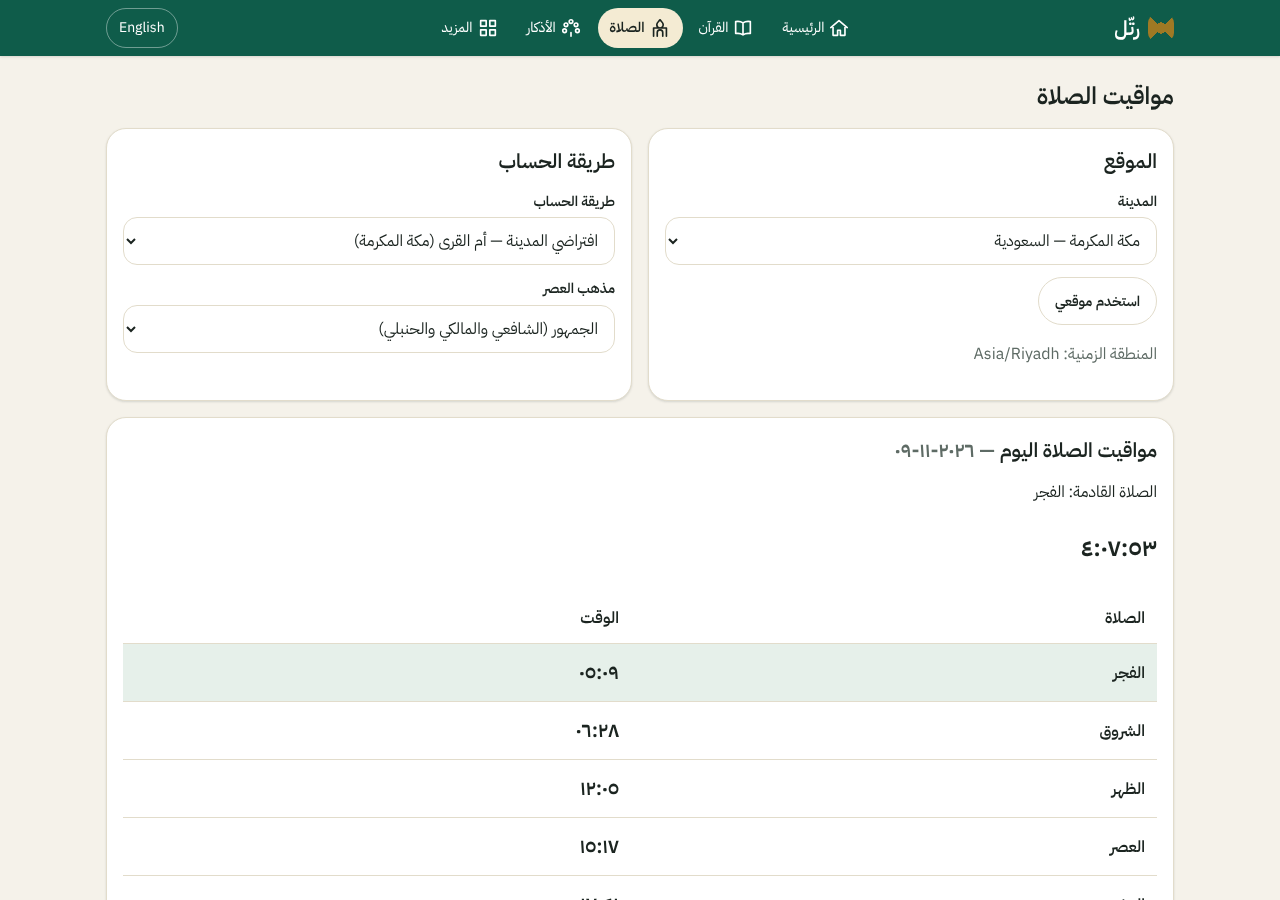 رتّل
الرئيسية
القرآن
الصلاة
الأذكار
المزيد
English
مواقيت الصلاة
الموقع
المدينة
مكة المكرمة — السعودية
استخدم موقعي
المنطقة الزمنية: Asia/Riyadh
طريقة الحساب
طريقة الحساب
افتراضي المدينة — أم القرى (مكة المكرمة)
مذهب العصر
الجمهور (الشافعي والمالكي والحنبلي)
مواقيت الصلاة اليوم — ٢٠٢٦-١١-٠٩
الصلاة القادمة: الفجر
٤:٠٧:٥٣
الصلاة الوقت
الفجر ٠٥:٠٩
الشروق ٠٦:٢٨
الظهر ١٢:٠٥
العصر ١٥:١٧